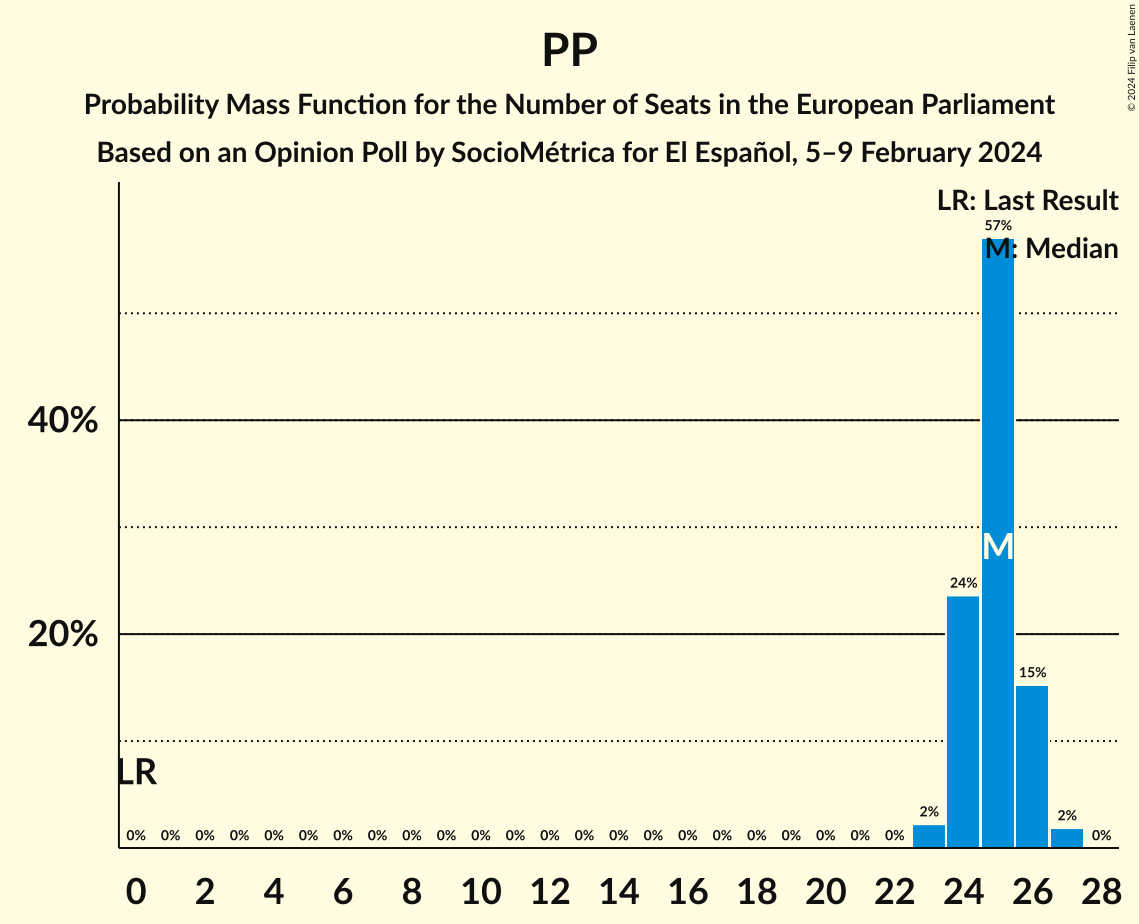 PP
Probability Mass Function for the Number of Seats in the European Parliament
Based on an Opinion Poll by SocioMétrica for El Español, 5–9 February 2024
© 2024 Filip van Laenen
LR: Last Result
57%
M: Median
40%
M
24%
20%
15%
LR
2%
2%
0% 0% 0% 0% 0% 0% 0% 0% 0% 0% 0% 0% 0% 0% 0% 0% 0% 0% 0% 0% 0% 0% 0% 0%
0 2 4 6 8 10 12 14 16 18 20 22 24 26 28